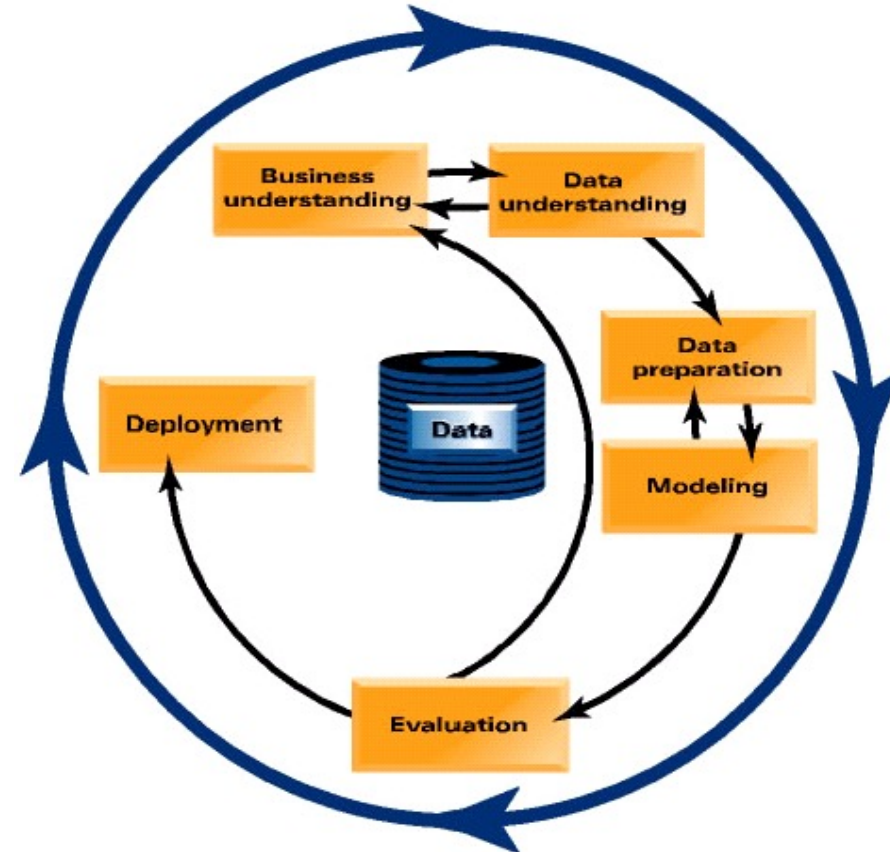 Business
understanding
Data
understanding
Data
preparation
Deployment
Data
Modeling
Evaluation